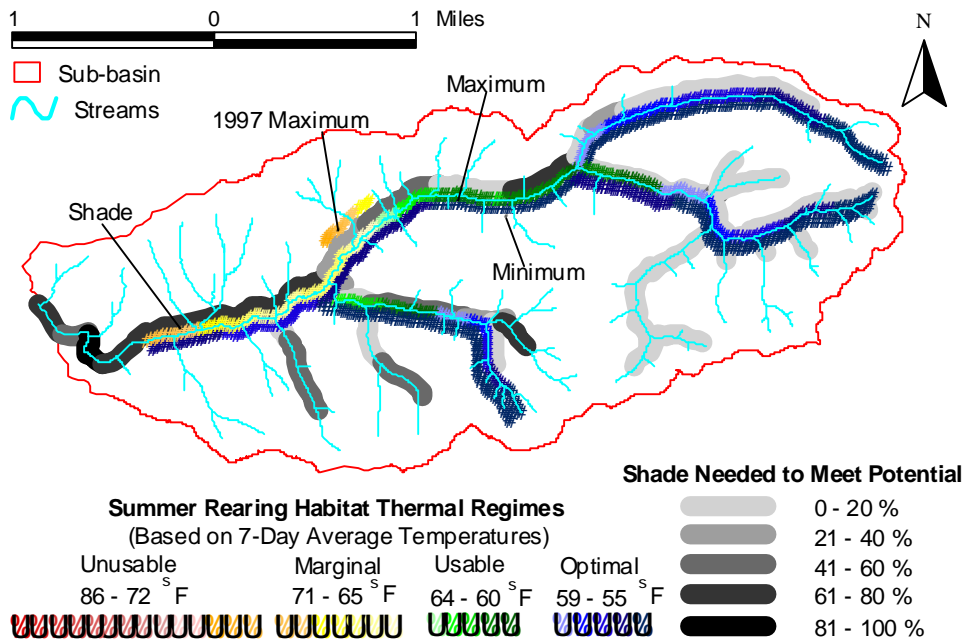 1 0 1 Miles
N
Sub-basin
Streams
Maximum
1997 Maximum
Shade
Minimum
Shade Needed to Meet Potential
0 - 20 %
21 - 40 %
41 - 60 %
61 - 80 %
81 - 100 %
Summer Rearing Habitat Thermal Regimes
(Based on 7-Day Average Temperatures)
Unusable Marginal Usable Optimal
86 - 72 s F 71 - 65 s F 64 - 60 s F 59 - 55 s F